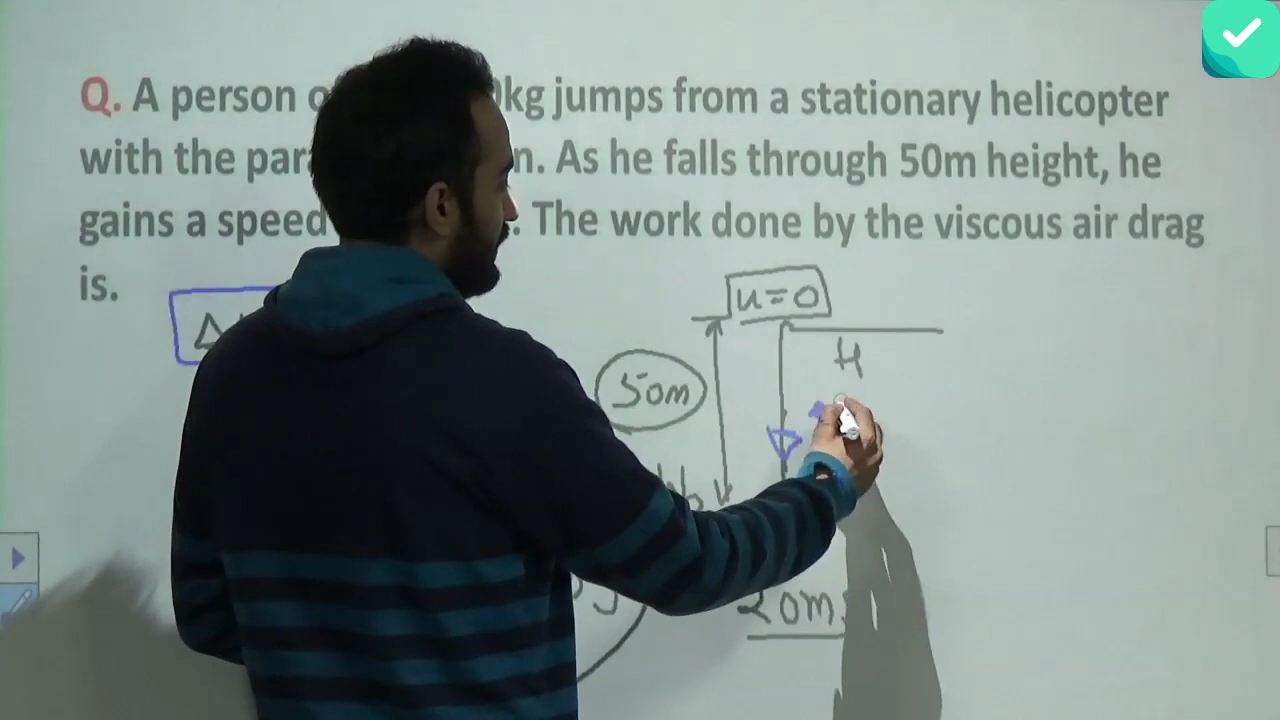 Q. A person kg jumps from a stationary helicopter
with the n. As he falls through 50m height, he
gains a speed . The work done by the viscous air drag
is.
u=0
H
50m
20m